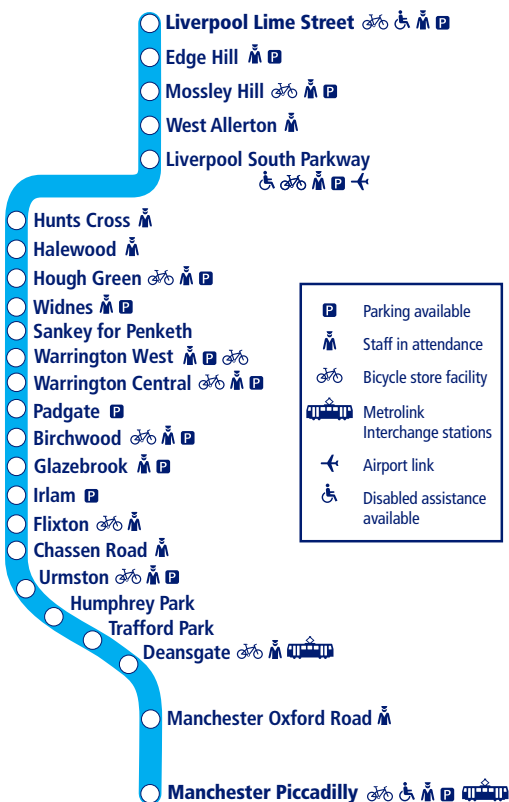 Liverpool Lime Street P
Edge Hill P
Mossley Hill P
West Allerton
Liverpool South Parkway
P
Hunts Cross
Halewood
Hough Green P
Widnes P
Sankey for Penketh
Warrington West P
Warrington Central P
Padgate P
Birchwood P
Glazebrook P
Irlam P
Flixton
Chassen Road
Urmston P
Humphrey Park
Trafford Park
Deansgate
Manchester Oxford Road
Manchester Piccadilly P
P Parking available
Staff in attendance
Bicycle store facility
Metrolink
Interchange stations
Airport link
Disabled assistance
available